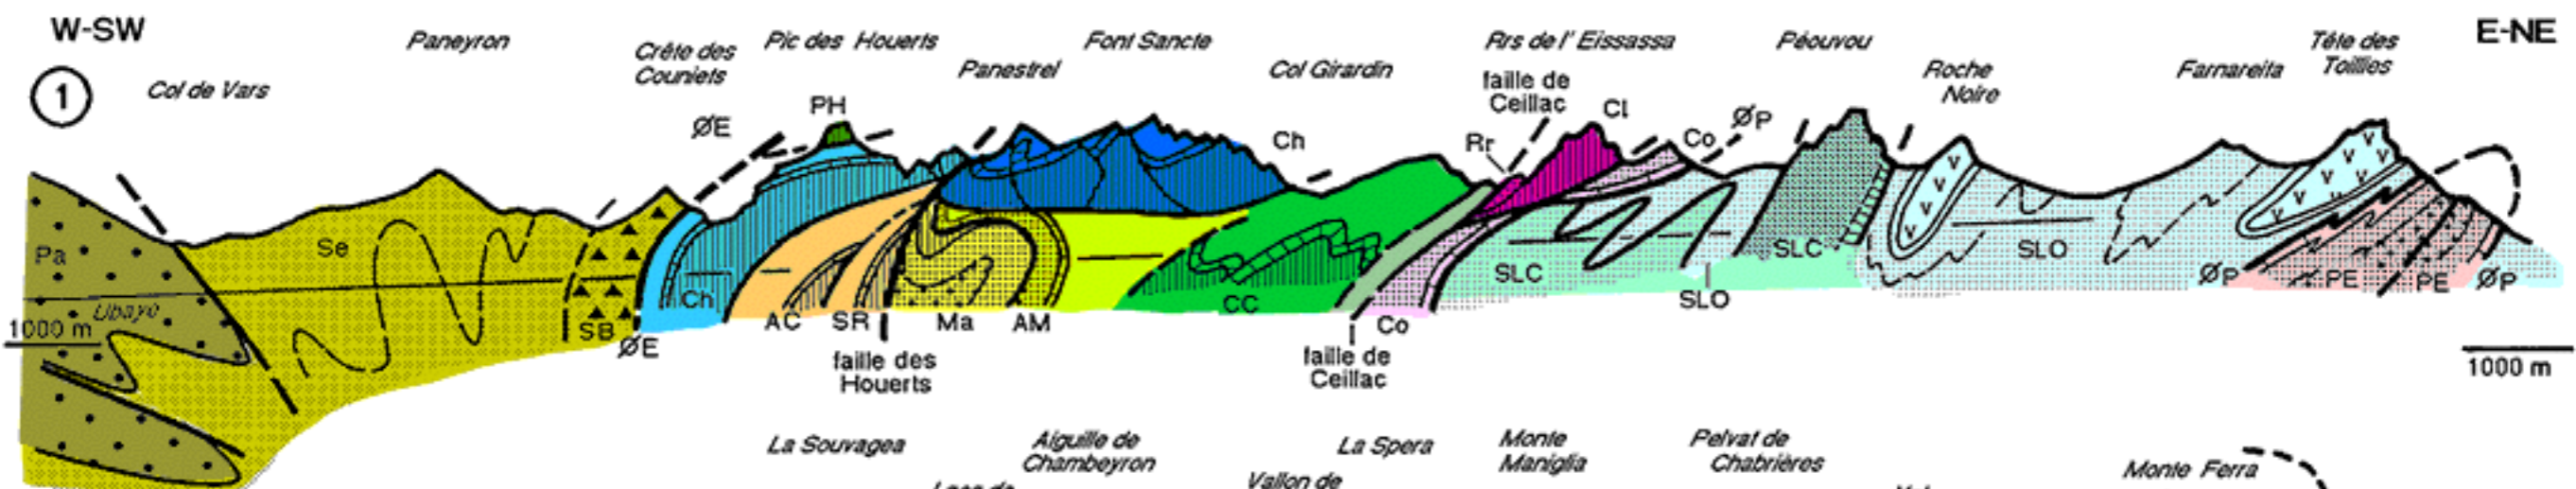 W-SW
E-NE
1
Col de Vars
Paneyron
Crête des
Couniets
Pic des Houerts
Panestrel
Font Sancte
Col Girardin
Rrs de l' Eissassa
Péouvou
Roche
Noire
Farnareita
Tête des
Toillies
faille de
Ceillac
ØE
PH
Ch
Rr
Cl
Co
ØP
Pa
Se
Ubaye
1000 m
SB
ØE
Ch
AC
SR
Ma
AM
CC
Co
SLC
SLO
SLC
SLO
ØP
PE
PE
ØP
faille des
Houerts
faille de
Ceillac
1000 m
La Souvagea
Aiguille de
Chambeyron
La Spera
Monte
Maniglia
Pelvat de
Chabrières
Monte Ferra
Vallon de